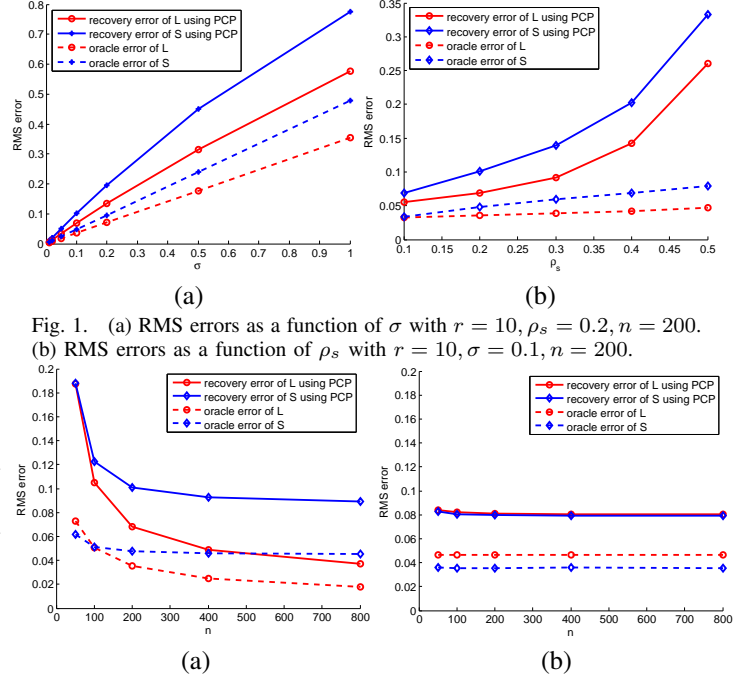 0.8
0.7
0.6
0.5
0.4
0.3
0.2
0.1
0
RMS error
recovery error of L using PCP
recovery error of S using PCP
oracle error of L
oracle error of S
0 0.1 0.2 0.3 0.4 0.5 0.6 0.7 0.8 0.9 1
σ
(a)
0.35
0.3
0.25
0.2
0.15
0.1
0.05
0
RMS error
recovery error of L using PCP
recovery error of S using PCP
oracle error of L
oracle error of S
0.1 0.15 0.2 0.25 0.3 0.35 0.4 0.45 0.5
ρs
(b)
Fig. 1. (a) RMS errors as a function of σ with r = 10, ρs = 0.2, n = 200.
(b) RMS errors as a function of ρs with r = 10, σ = 0.1, n = 200.
0.2
0.18
0.16
0.14
0.12
0.1
0.08
0.06
0.04
0.02
0
RMS error
recovery error of L using PCP
recovery error of S using PCP
oracle error of L
oracle error of S
0 100 200 300 400 500 600 700 800
n
(a)
0.2
0.18
0.16
0.14
0.12
0.1
0.08
0.06
0.04
0.02
0
RMS error
recovery error of L using PCP
recovery error of S using PCP
oracle error of L
oracle error of S
0 100 200 300 400 500 600 700 800
n
(b)